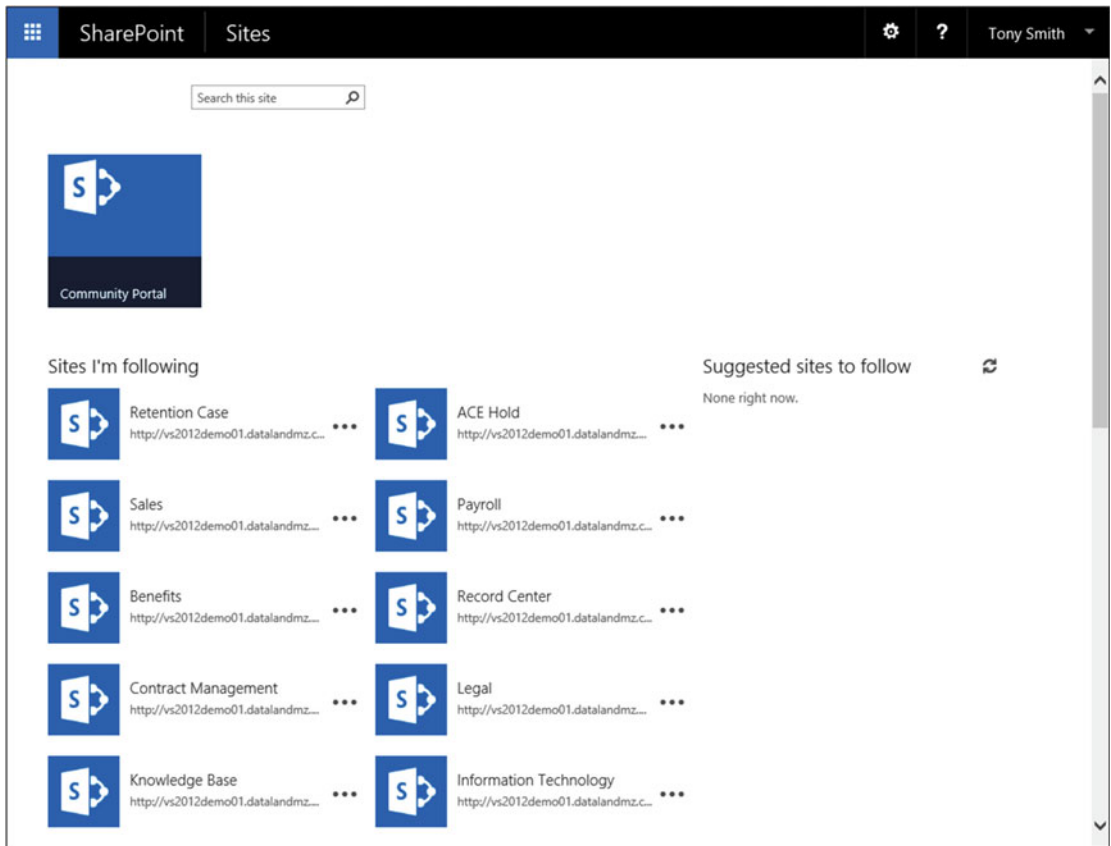 SharePoint Sites ? Tony Smith
Search this site
S
Community Portal
Sites I'm following
Suggested sites to follow
None right now.
S
Retention Case
http://vs2012demo01.datalandmz.c... •••
S
ACE Hold
http://vs2012demo01.datalandmz.... •••
S
Sales
http://vs2012demo01.datalandmz.... •••
S
Payroll
http://vs2012demo01.datalandmz.c... •••
S
Benefits
http://vs2012demo01.datalandmz.... •••
S
Record Center
http://vs2012demo01.datalandmz.c... •••
S
Contract Management
http://vs2012demo01.datalandmz.... •••
S
Legal
http://vs2012demo01.datalandmz.... •••
S
Knowledge Base
http://vs2012demo01.datalandmz.... •••
S
Information Technology
http://vs2012demo01.datalandmz.c... •••